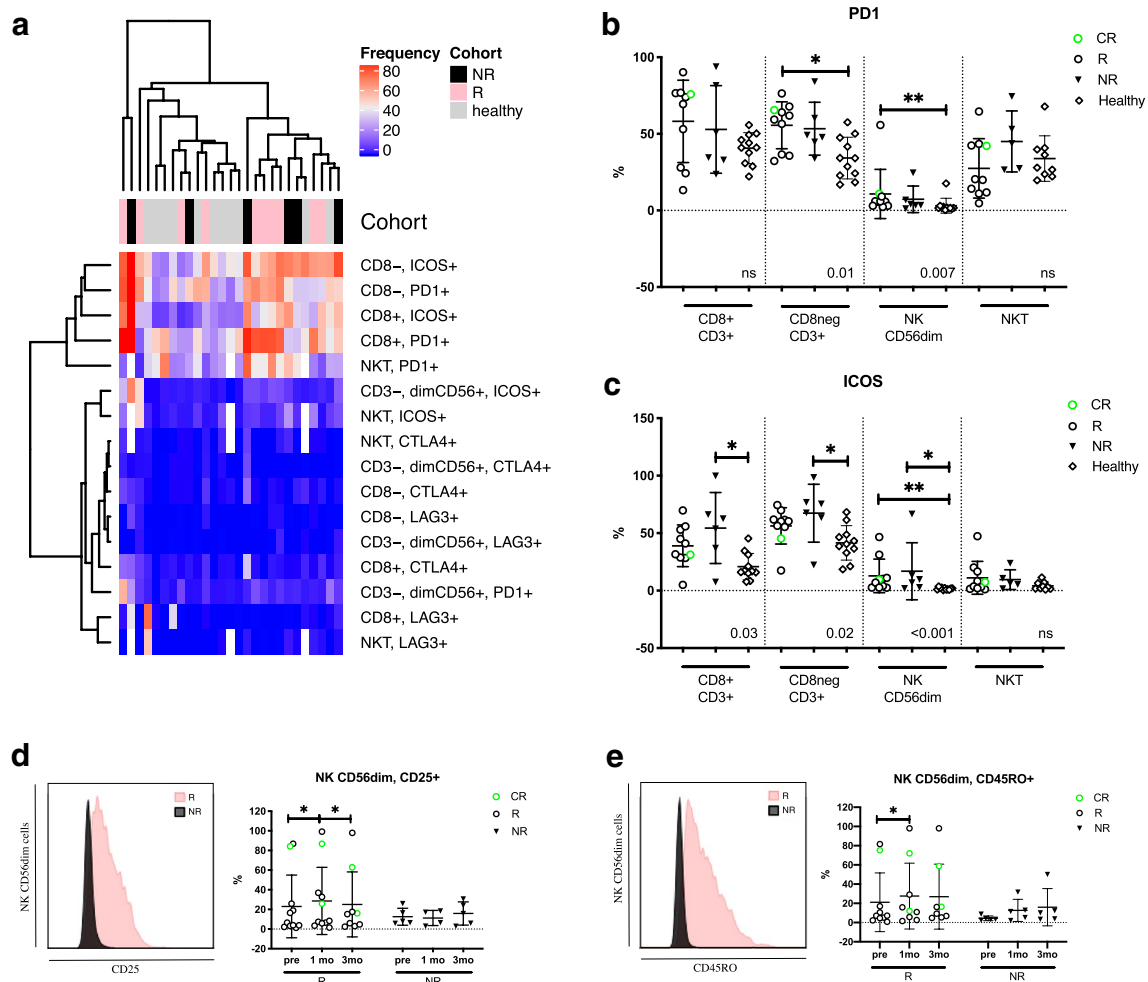 a
Frequency
80
60
40
20
0
Cohort
NR
R
healthy
Cohort
CD8−, ICOS+
CD8−, PD1+
CD8+, ICOS+
CD8+, PD1+
NKT, PD1+
CD3−, dimCD56+, ICOS+
NKT, ICOS+
NKT, CTLA4+
CD3−, dimCD56+, CTLA4+
CD8−, CTLA4+
CD8−, LAG3+
CD3−, dimCD56+, LAG3+
CD8+, CTLA4+
CD3−, dimCD56+, PD1+
CD8+, LAG3+
NKT, LAG3+
b
PD1
%
100
50
0
-50
*
**
ns
0.01
0.007
ns
CD8+
CD3+
CD8neg
CD3+
NK
CD56dim
NKT
CR
R
NR
Healthy
c
ICOS
%
150
100
50
0
-50
*
*
*
**
0.03
0.02
<0.001
ns
CD8+
CD3+
CD8neg
CD3+
NK
CD56dim
NKT
CR
R
NR
Healthy
d
NK CD56dim cells
R
NR
CD25
NK CD56dim, CD25+
%
120
100
80
60
40
20
0
-20
* *
pre 1 mo 3mo pre 1 mo 3mo
R NR
CR
R
NR
e
NK CD56dim cells
R
NR
CD45RO
NK CD56dim, CD45RO+
%
120
100
80
60
40
20
0
-20
*
pre 1mo 3mo pre 1mo 3mo
R NR
CR
R
NR